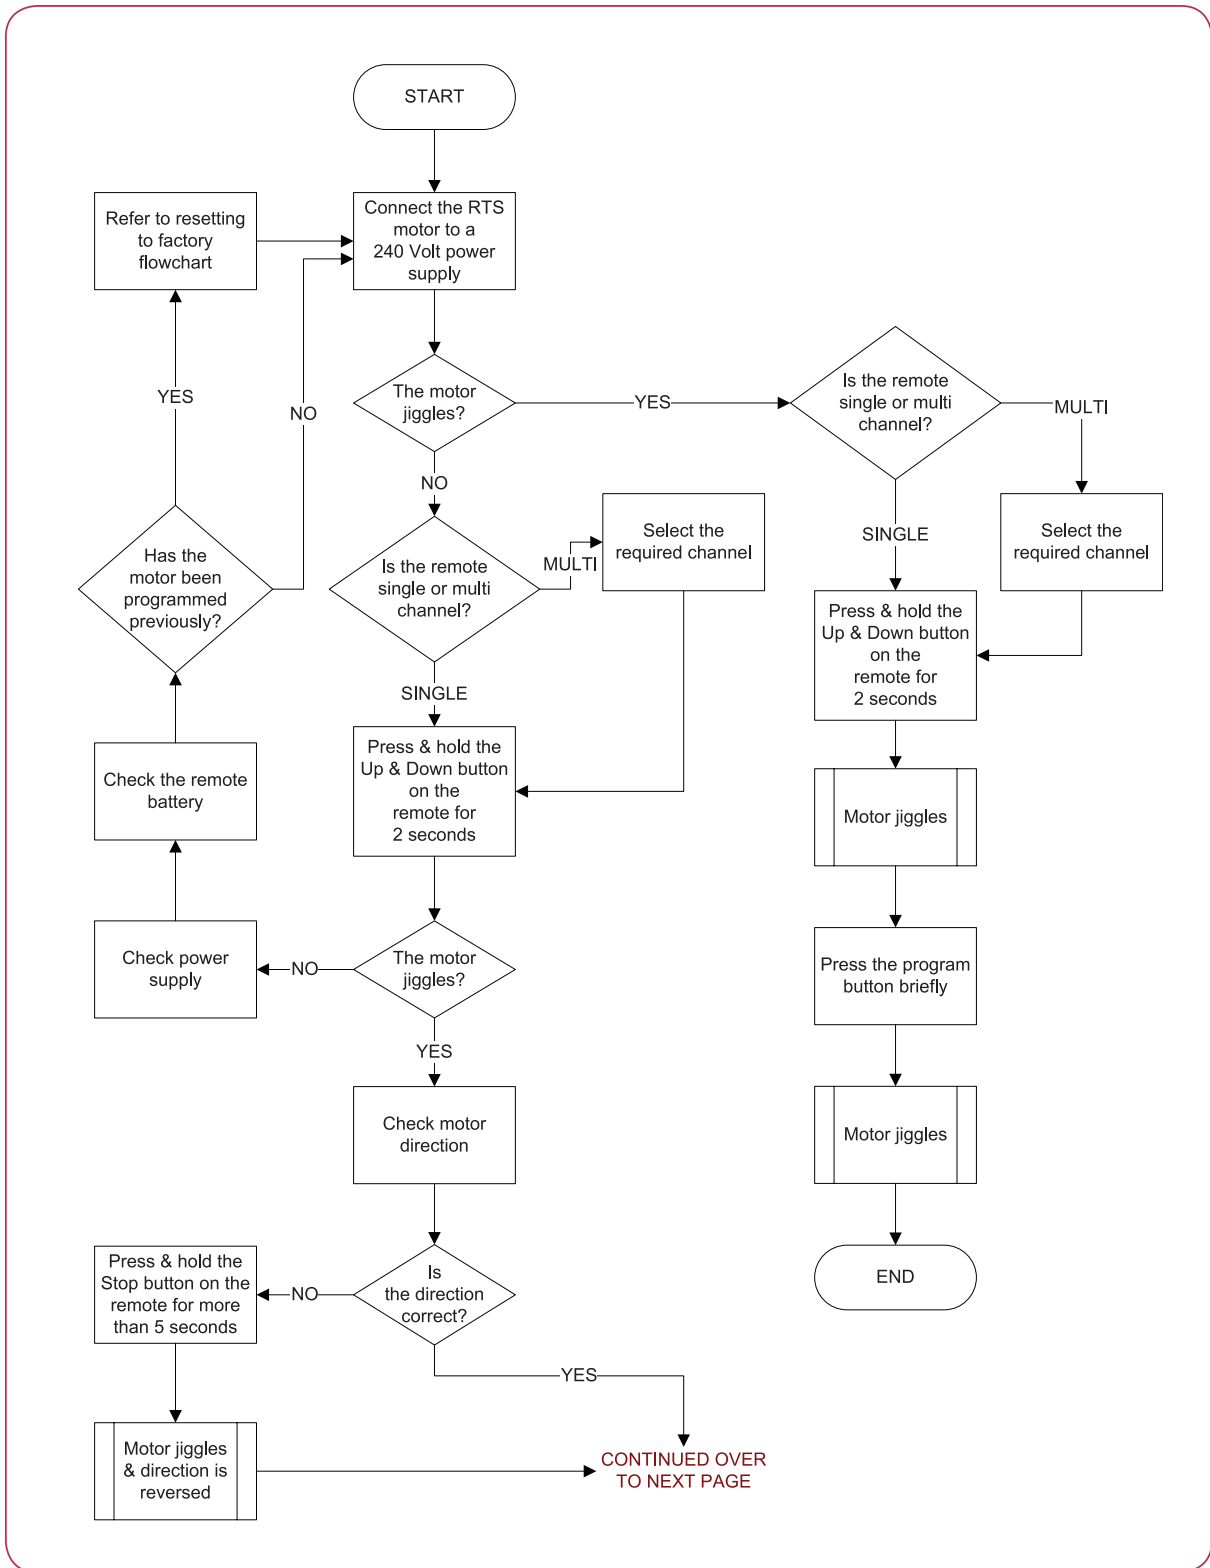 START
Refer to resetting
to factory
flowchart
Connect the RTS
motor to a
240 Volt power
supply
YES
NO
The motor
jiggles?
YES
Is the remote
single or multi
channel?
MULTI
NO
Has the
motor been
programmed
previously?
Is the remote
single or multi
channel?
MULTI
Select the
required channel
SINGLE
Select the
required channel
SINGLE
Press & hold the
Up & Down button
on the
remote for
2 seconds
Press & hold the
Up & Down button
on the
remote for
2 seconds
Check the remote
battery
Motor jiggles
Check power
supply
NO
The motor
jiggles?
Press the program
button briefly
YES
Check motor
direction
Motor jiggles
Press & hold the
Stop button on the
remote for more
than 5 seconds
NO
Is
the direction
correct?
END
YES
Motor jiggles
& direction is
reversed
CONTINUED OVER
TO NEXT PAGE